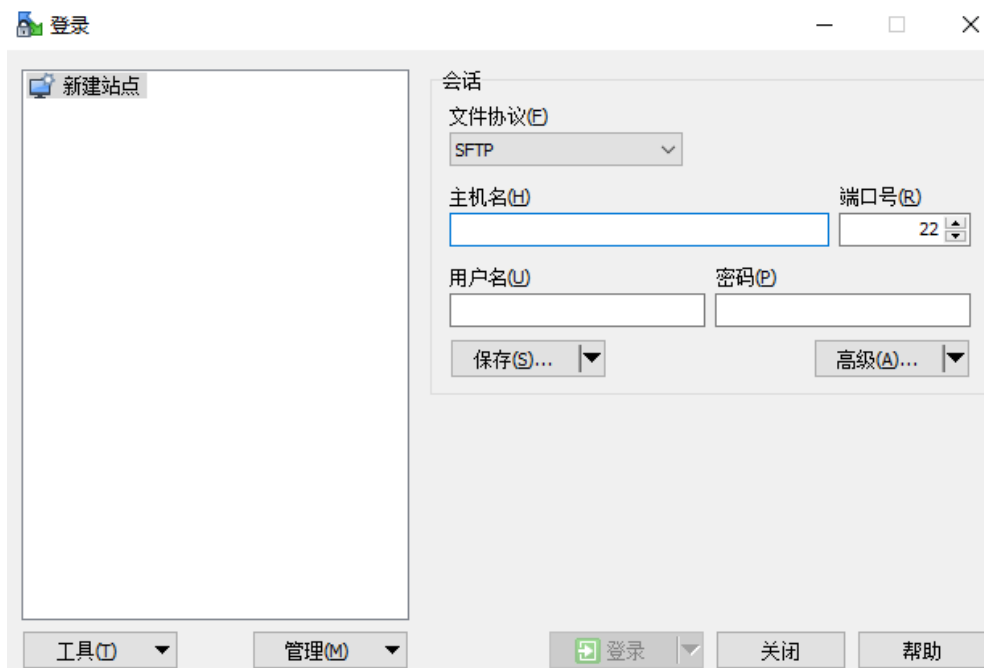 登录
新建站点
会话
文件协议(F)
SFTP
主机名(H) 端口号(R)
22
用户名(U) 密码(P)
保存(S)... 高级(A)...
工具(T) 管理(M) 登录 关闭 帮助